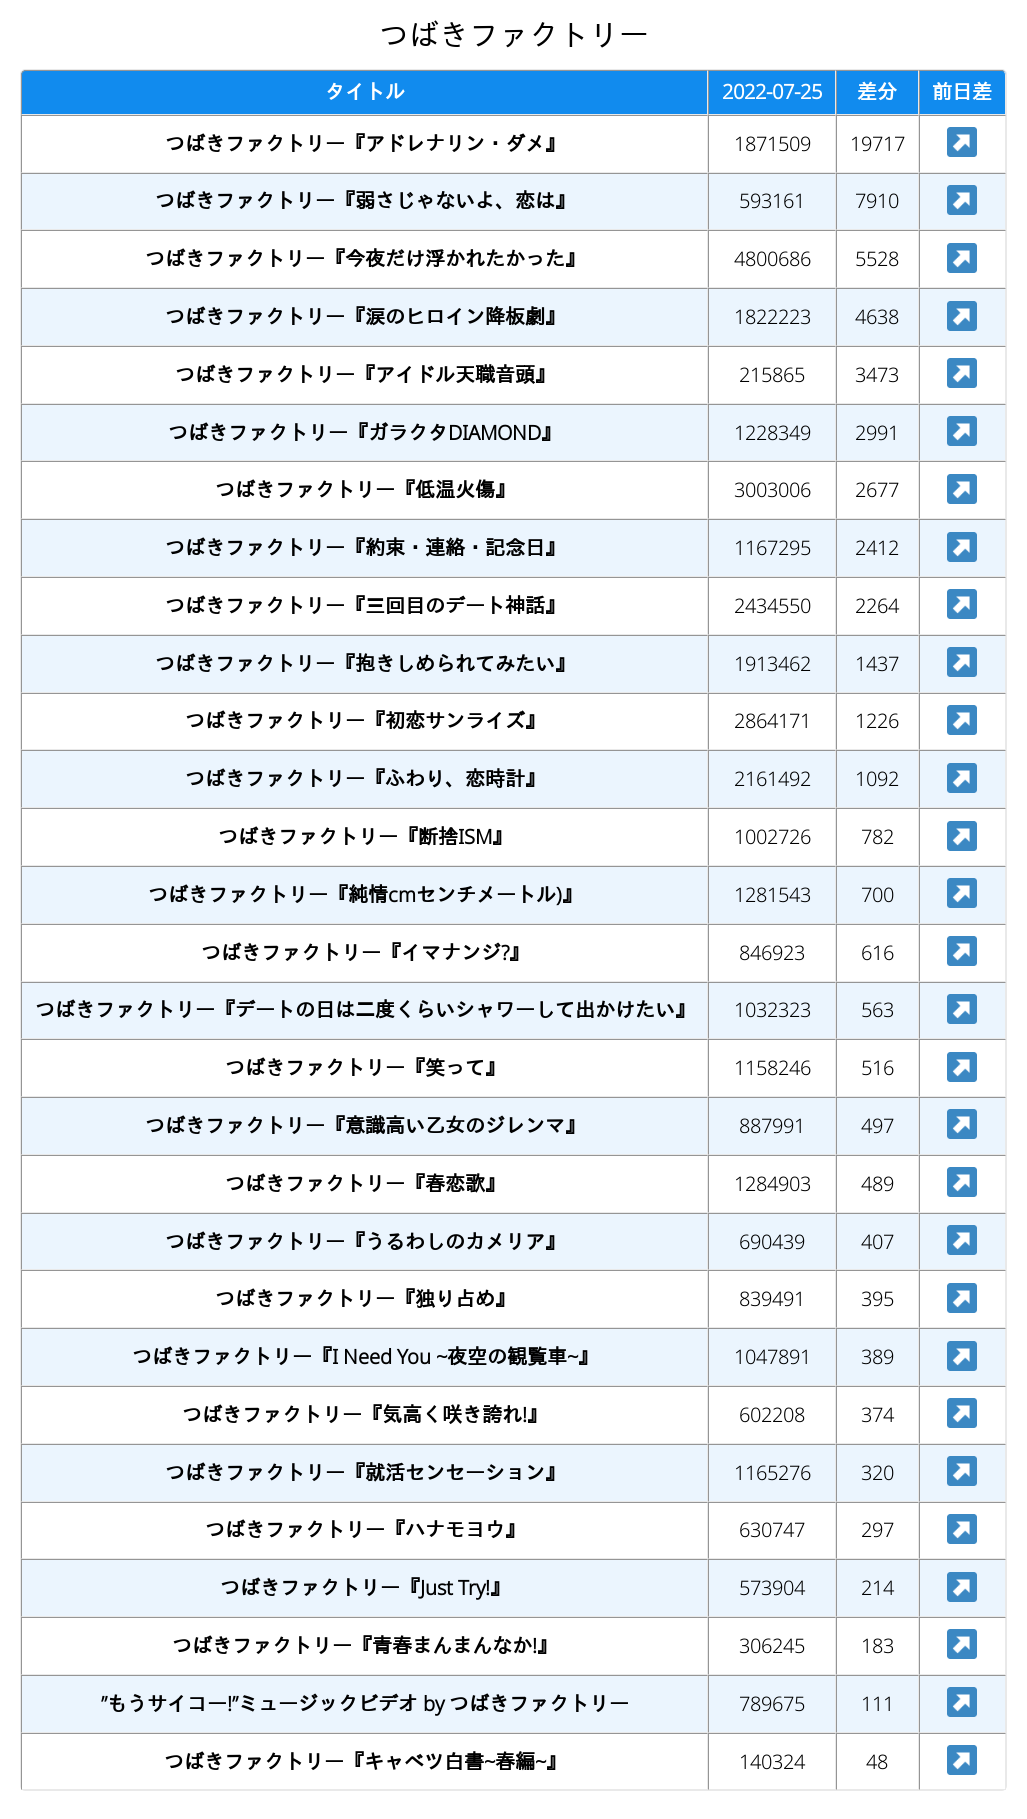 つばきファクトリー
タイトル 2022-07-25 差分 前日差
つばきファクトリー『アドレナリン・ダメ』 1871509 19717
つばきファクトリー『弱さじゃないよ、恋は』 593161 7910
つばきファクトリー『今夜だけ浮かれたかった』 4800686 5528
つばきファクトリー『涙のヒロイン降板劇』 1822223 4638
つばきファクトリー『アイドル天職音頭』 215865 3473
つばきファクトリー『ガラクタDIAMOND』 1228349 2991
つばきファクトリー『低温火傷』 3003006 2677
つばきファクトリー『約束・連絡・記念日』 1167295 2412
つばきファクトリー『三回目のデート神話』 2434550 2264
つばきファクトリー『抱きしめられてみたい』 1913462 1437
つばきファクトリー『初恋サンライズ』 2864171 1226
つばきファクトリー『ふわり、恋時計』 2161492 1092
つばきファクトリー『断捨ISM』 1002726 782
つばきファクトリー『純情cmセンチメートル)』 1281543 700
つばきファクトリー『イマナンジ?』 846923 616
つばきファクトリー『デートの日は二度くらいシャワーして出かけたい』 1032323 563
つばきファクトリー『笑って』 1158246 516
つばきファクトリー『意識高い乙女のジレンマ』 887991 497
つばきファクトリー『春恋歌』 1284903 489
つばきファクトリー『うるわしのカメリア』 690439 407
つばきファクトリー『独り占め』 839491 395
つばきファクトリー『I Need You ~夜空の観覧車~』 1047891 389
つばきファクトリー『気高く咲き誇れ!』 602208 374
つばきファクトリー『就活センセーション』 1165276 320
つばきファクトリー『ハナモヨウ』 630747 297
つばきファクトリー『Just Try!』 573904 214
つばきファクトリー『青春まんまんなか!』 306245 183
”もうサイコー!”ミュージックビデオ by つばきファクトリー 789675 111
つばきファクトリー『キャベツ白書~春編~』 140324 48